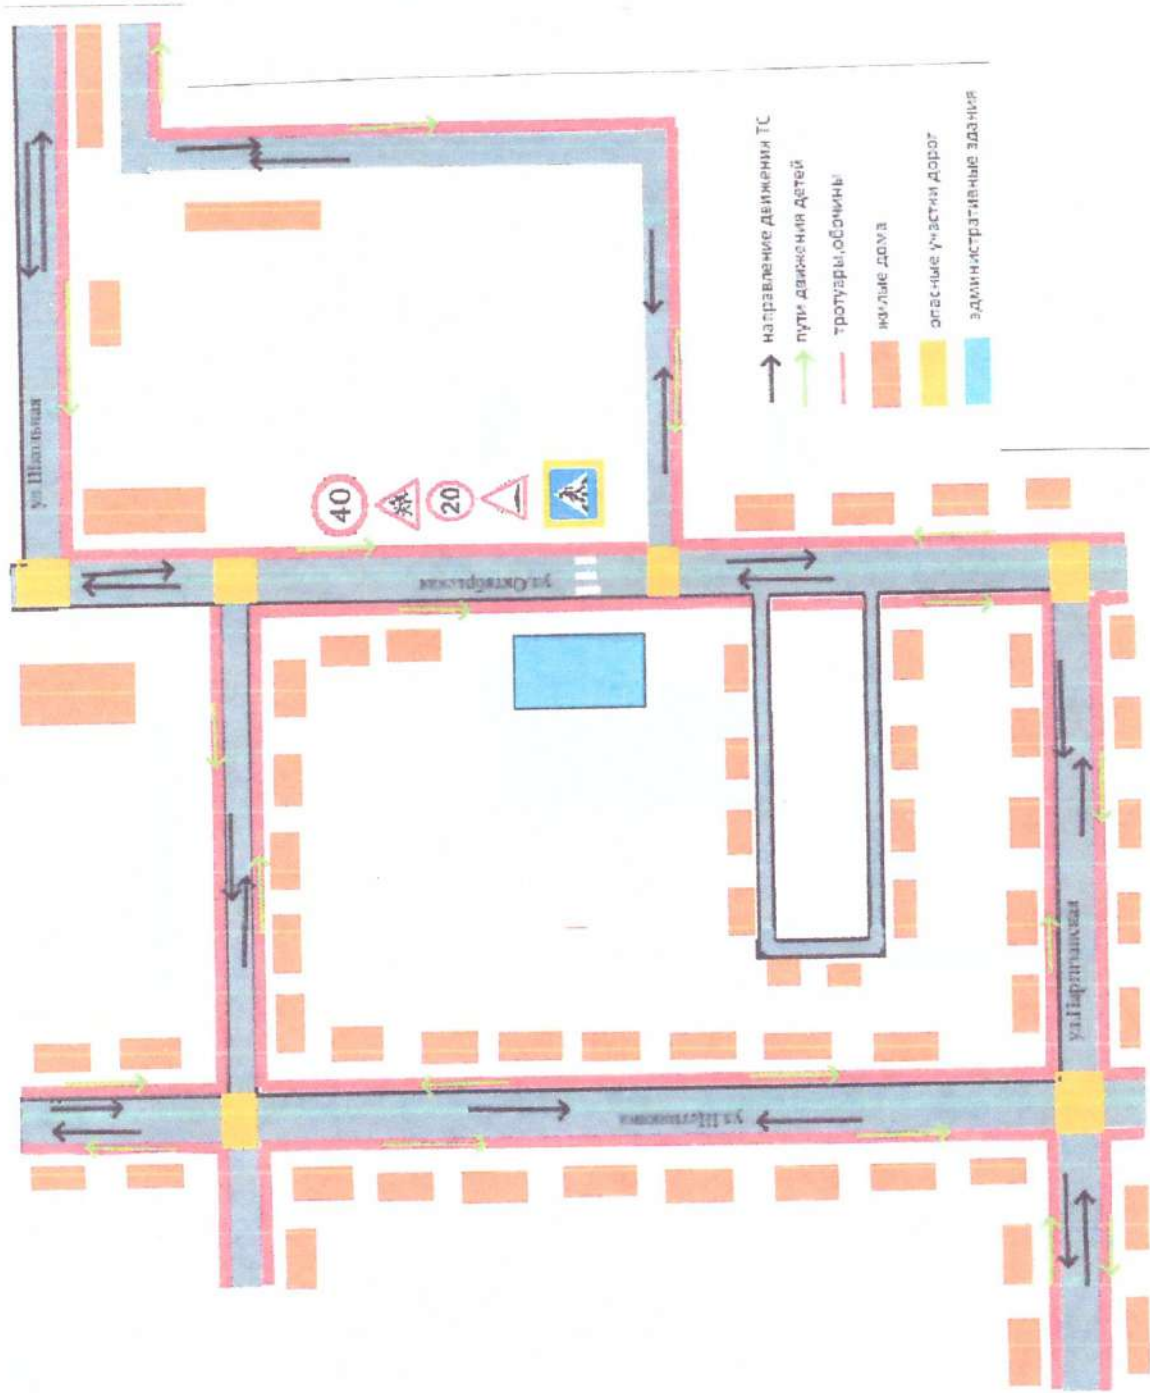 ул.Школьная
40
20
ул.Октябрьская
направление движения ТС
пути движения детей
тротуары,оборчины
жилые дома
опасные участки дорог
административные здания
ул.Партизанская